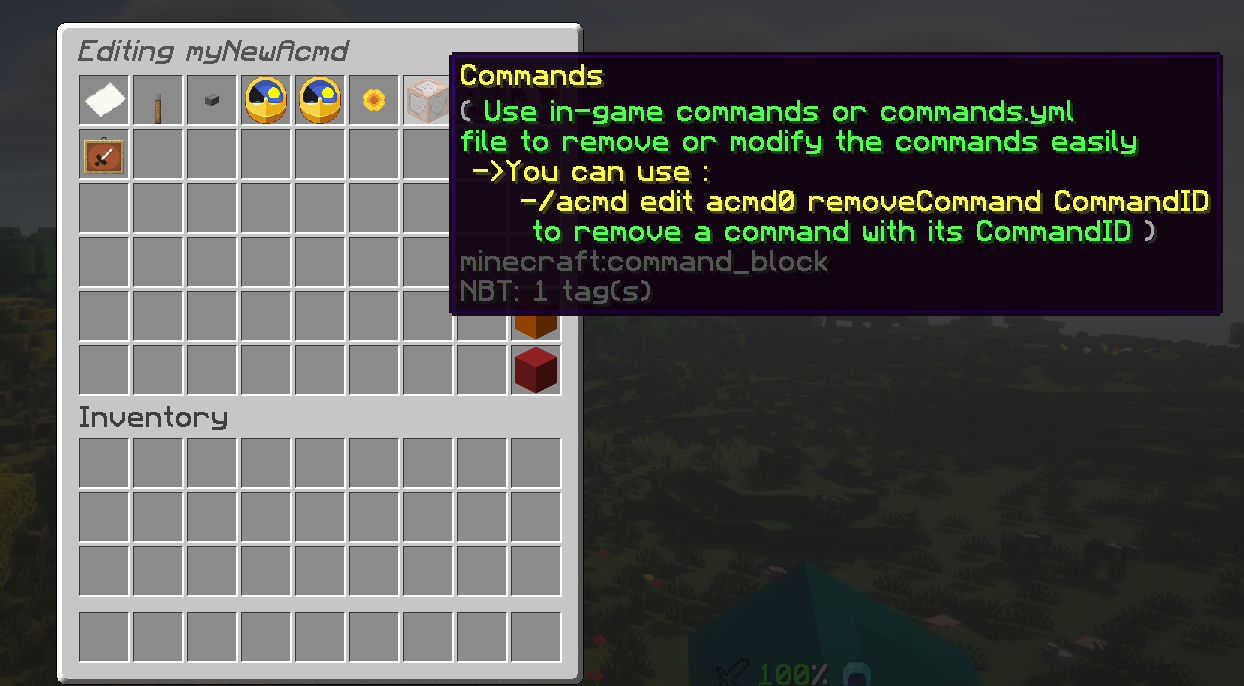 Editing myNewAcmd
Commands
( Use in-game commands or commands.yml
file to remove or modify the commands easily
->You can use :
-/acmd edit acmd0 removeCommand CommandID
to remove a command with its CommandID )
minecraft:command_block
NBT: 1 tag(s)
Inventory
100%